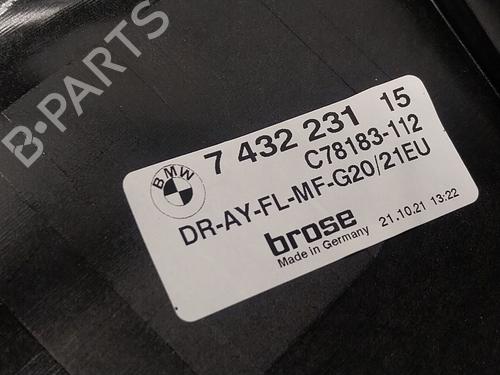 B-PARTS
BMW
7 432 231 15
C78183-112
DR-AY-FL-MF-G20/21EU
brose
Made in Germany
21.10.21 13:22